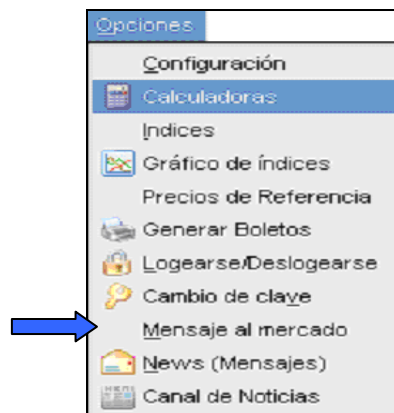 Opciones
Configuración
Calculadoras
Indices
Gráfico de índices
Precios de Referencia
Generar Boletos
Logearse/Deslogearse
Cambio de clave
Mensaje al mercado
News (Mensajes)
Canal de Noticias